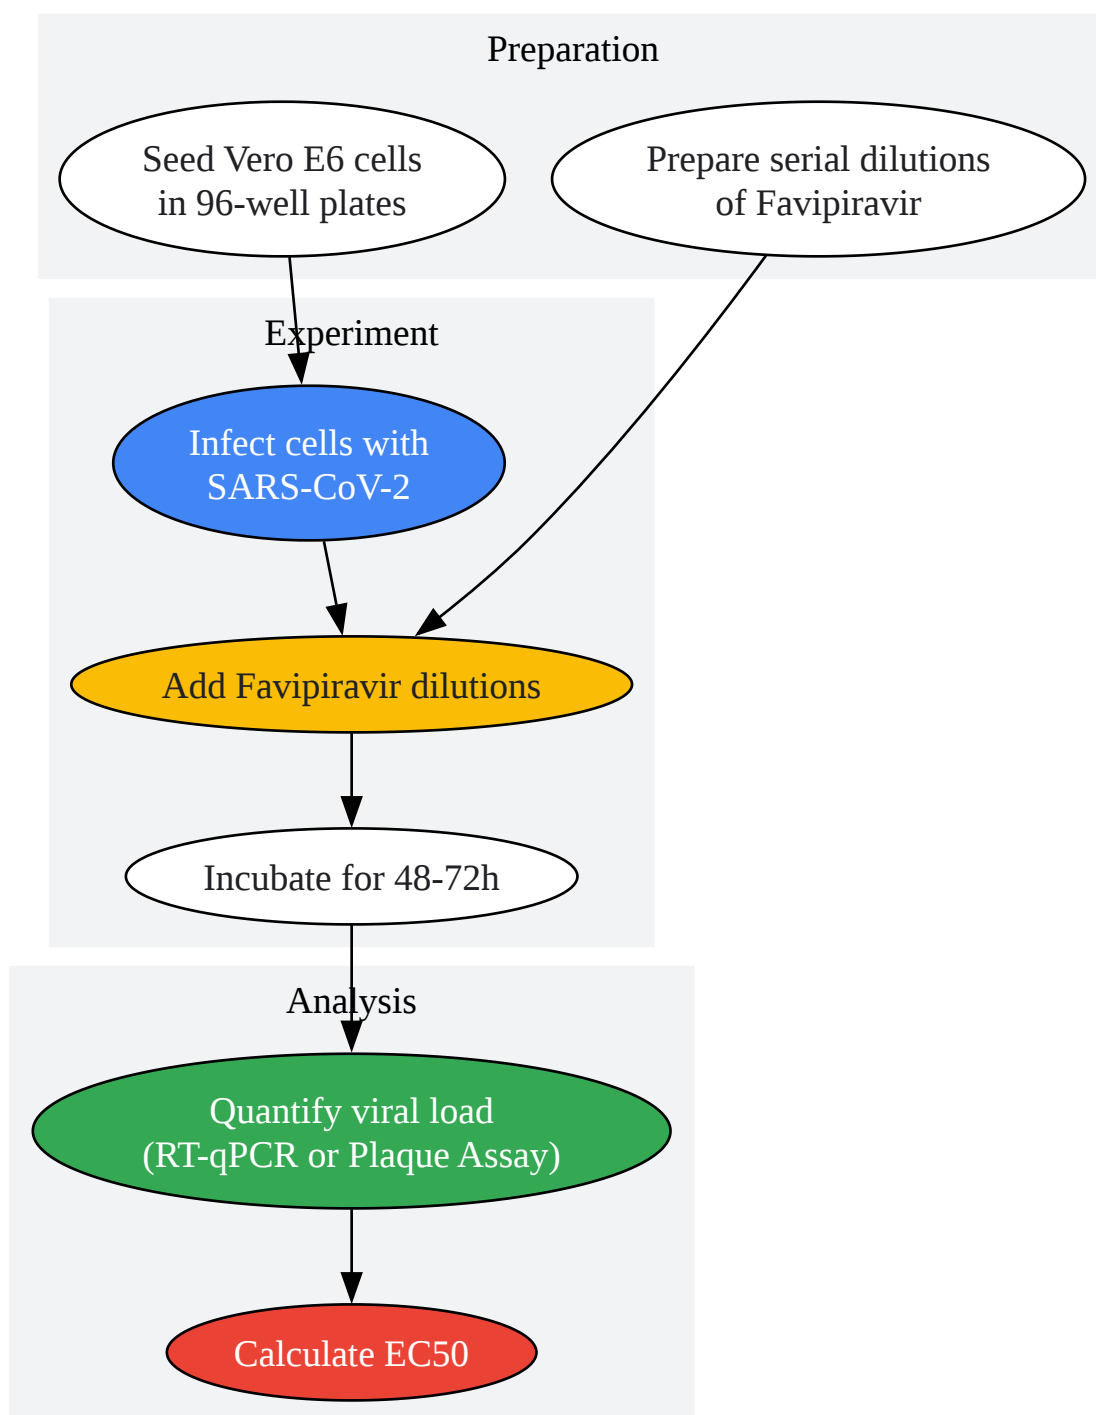 Preparation
Seed Vero E6 cells
in 96-well plates
Prepare serial dilutions
of Favipiravir
Experiment
Infect cells with
SARS-CoV-2
Add Favipiravir dilutions
Incubate for 48-72h
Analysis
Quantify viral load
(RT-qPCR or Plaque Assay)
Calculate EC50